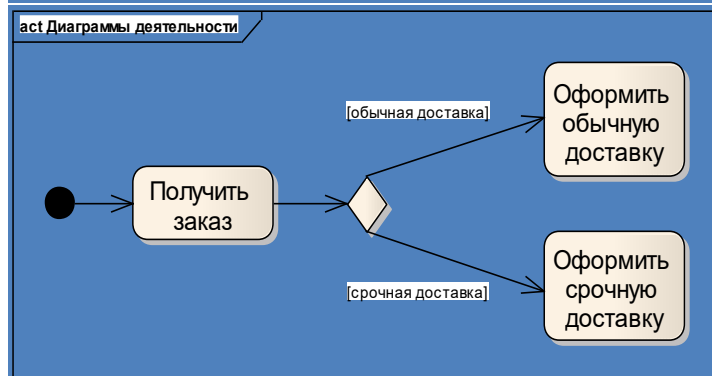 act Диаграммы деятельности
[обычная доставка]
Оформить
обычную
доставку
Получить
заказ
[срочная доставка]
Оформить
срочную
доставку